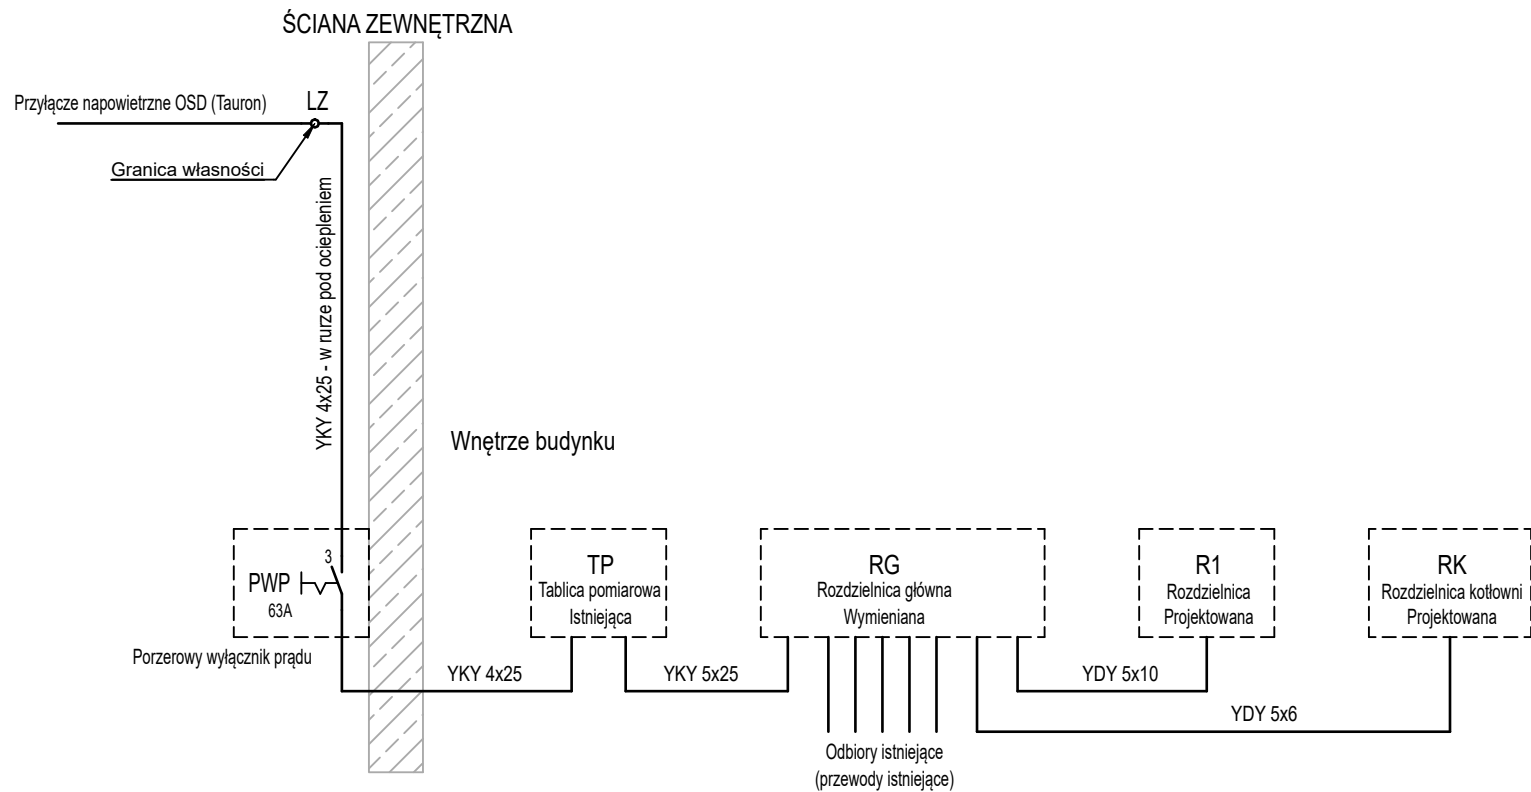 ŚCIANA ZEWNĘTRZNA
Przyłącze napowietrzne OSD (Tauron)
LZ
Granica własności
YKY 4x25 - w rurze pod ociepleniem
Wnętrze budynku
3
PWP
63A
Porzerowy wyłącznik prądu
TP
Tablica pomiarowa
Istniejąca
RG
Rozdzielnica główna
Wymieniana
R1
Rozdzielnica
Projektowana
RK
Rozdzielnica kotłowni
Projektowana
YKY 4x25
YKY 5x25
YDY 5x10
YDY 5x6
Odbiory istniejące
(przewody istniejące)